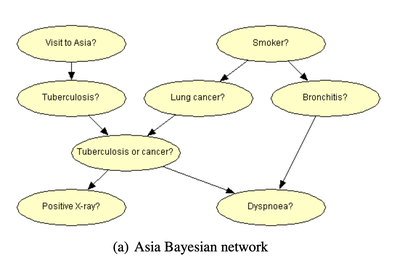 Visit to Asia?
Smoker?
Tuberculosis?
Lung cancer?
Bronchitis?
Tuberculosis or cancer?
Positive X-ray?
Dyspnoea?
(a) Asia Bayesian network